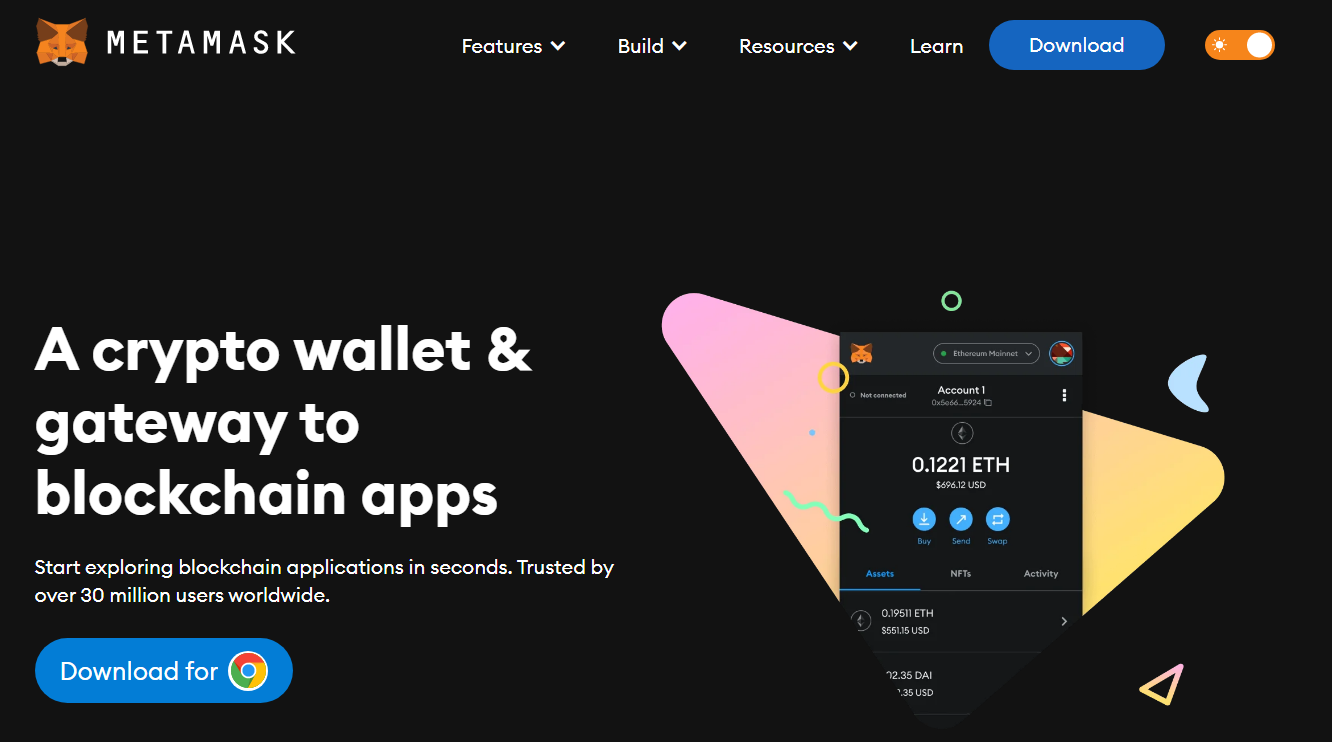 METAMASK
Features
Build
Resources
Learn
Download
A crypto wallet &
gateway to
blockchain apps
Start exploring blockchain applications in seconds. Trusted by
over 30 million users worldwide.
Download for
Ethereum Mainnet
Not connected
Account 1
0x5e66...5924
0.1221 ETH
$696.12 USD
Buy
Send
Swap
Assets
NFTs
Activity
0.19511 ETH
$551.15 USD
02.35 DAI
.35 USD